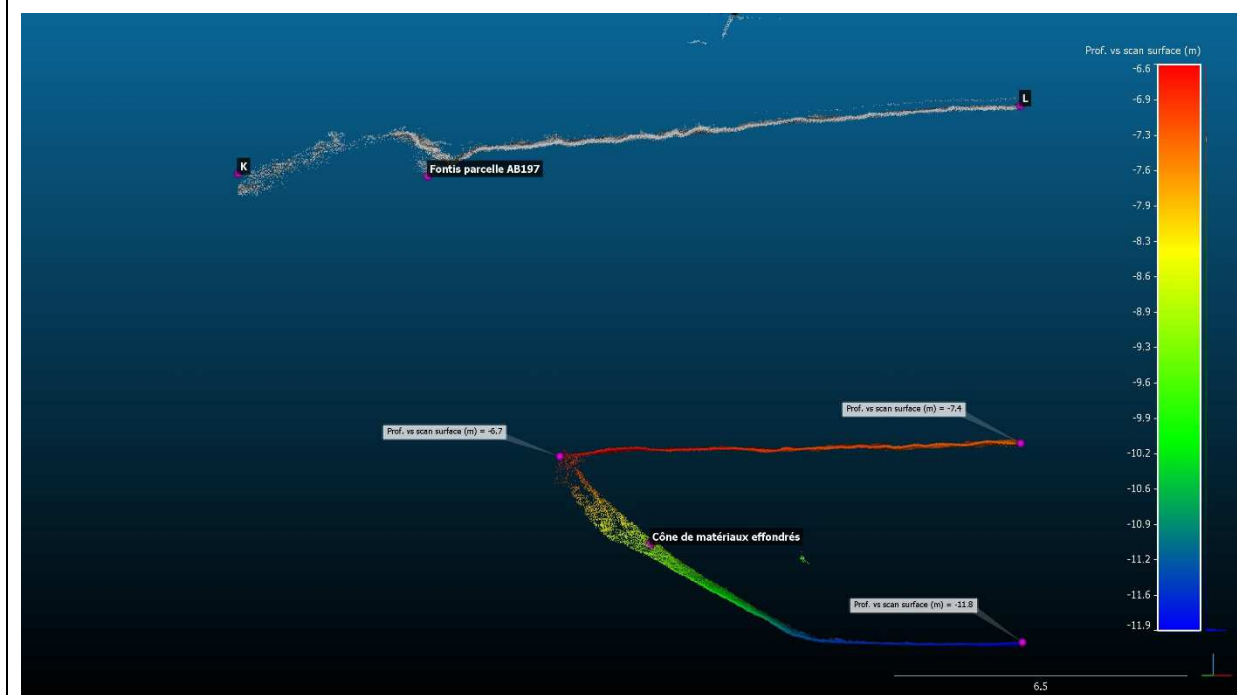 Prof. vs scan surface (m)
-6.6
-6.9
-7.3
-7.6
-7.9
-8.3
-8.6
-8.9
-9.3
-9.6
-9.9
-10.2
-10.6
-10.9
-11.2
-11.6
-11.9
L
K
Fontis parcelle AB197
Prof. vs scan surface (m) = -7.4
Prof. vs scan surface (m) = -6.7
Cône de matériaux effondrés
Prof. vs scan surface (m) = -11.8
6.5